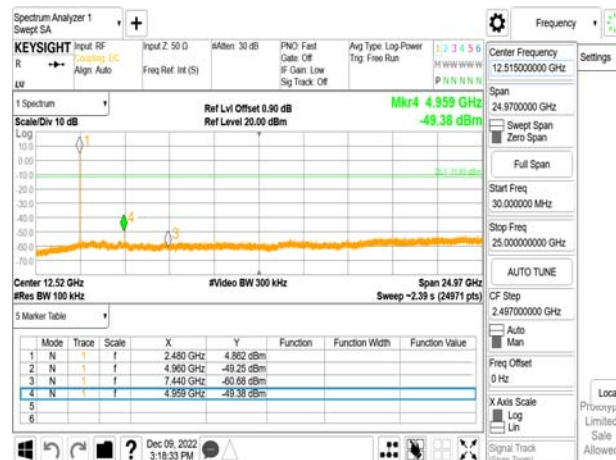 Spectrum Analyzer 1
Swept SA
Frequency
KEYSIGHT
R
Input: RF
Coupling: DC
Align: Auto
Input Z: 50 Ω
Freq Ref: Int (S)
#Atten: 30 dB
PNO: Fast
Gate: Off
IF Gain: Low
Sig Track: Off
Avg Type: Log-Power
Trig: Free Run
1 2 3 4 5 6
M W W W W W
P N N N N N
Center Frequency
12.515000000 GHz
Settings
1 Spectrum
Scale/Div 10 dB
Ref Lvl Offset 0.90 dB
Ref Level 20.00 dBm
Mkr4 4.959 GHz
-49.38 dBm
Span
24.9700000 GHz
Swept Span
Zero Span
Full Span
Start Freq
30.000000 MHz
Stop Freq
25.000000000 GHz
AUTO TUNE
CF Step
2.497000000 GHz
Auto
Man
Freq Offset
0 Hz
X Axis Scale
Log
Lin
Signal Track
Log
10.0
0.00
-10.0
-20.0
-30.0
-40.0
-50.0
-60.0
-70.0
1
4
3
Center 12.52 GHz
#Res BW 100 kHz
#Video BW 300 kHz
Span 24.97 GHz
Sweep ~2.39 s (24971 pts)
5 Marker Table
Mode Trace Scale X Y Function Function Width Function Value
1 N 1 f 2.480 GHz 4.862 dBm
2 N 1 f 4.960 GHz -49.25 dBm
3 N 1 f 7.440 GHz -60.68 dBm
4 N 1 f 4.959 GHz -49.38 dBm
5
6
Dec 09, 2022
3:18:33 PM
?
Loca
Limited
Sale
Allowe